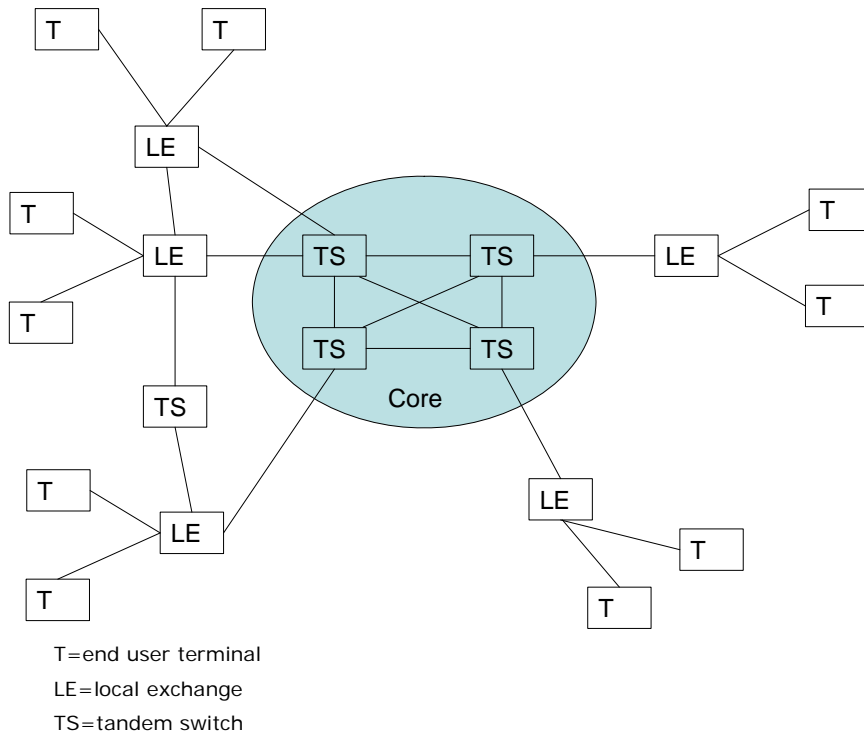 T
T
LE
T
LE
TS
TS
LE
T
T
T
TS
TS
Core
TS
T
LE
LE
T
T
T
T=end user terminal
LE=local exchange
TS=tandem switch